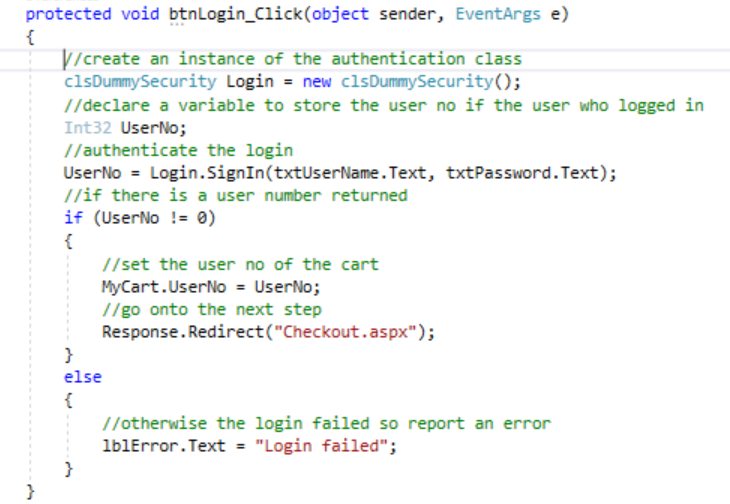 protected void btnLogin_Click(object sender, EventArgs e)
{
//create an instance of the authentication class
clsDummySecurity Login = new clsDummySecurity();
//declare a variable to store the user no if the user who logged in
Int32 UserNo;
//authenticate the login
UserNo = Login.SignIn(txtUserName.Text, txtPassword.Text);
//if there is a user number returned
if (UserNo != 0)
{
//set the user no of the cart
MyCart.UserNo = UserNo;
//go onto the next step
Response.Redirect("Checkout.aspx");
}
else
{
//otherwise the login failed so report an error
lblError.Text = "Login failed";
}
}